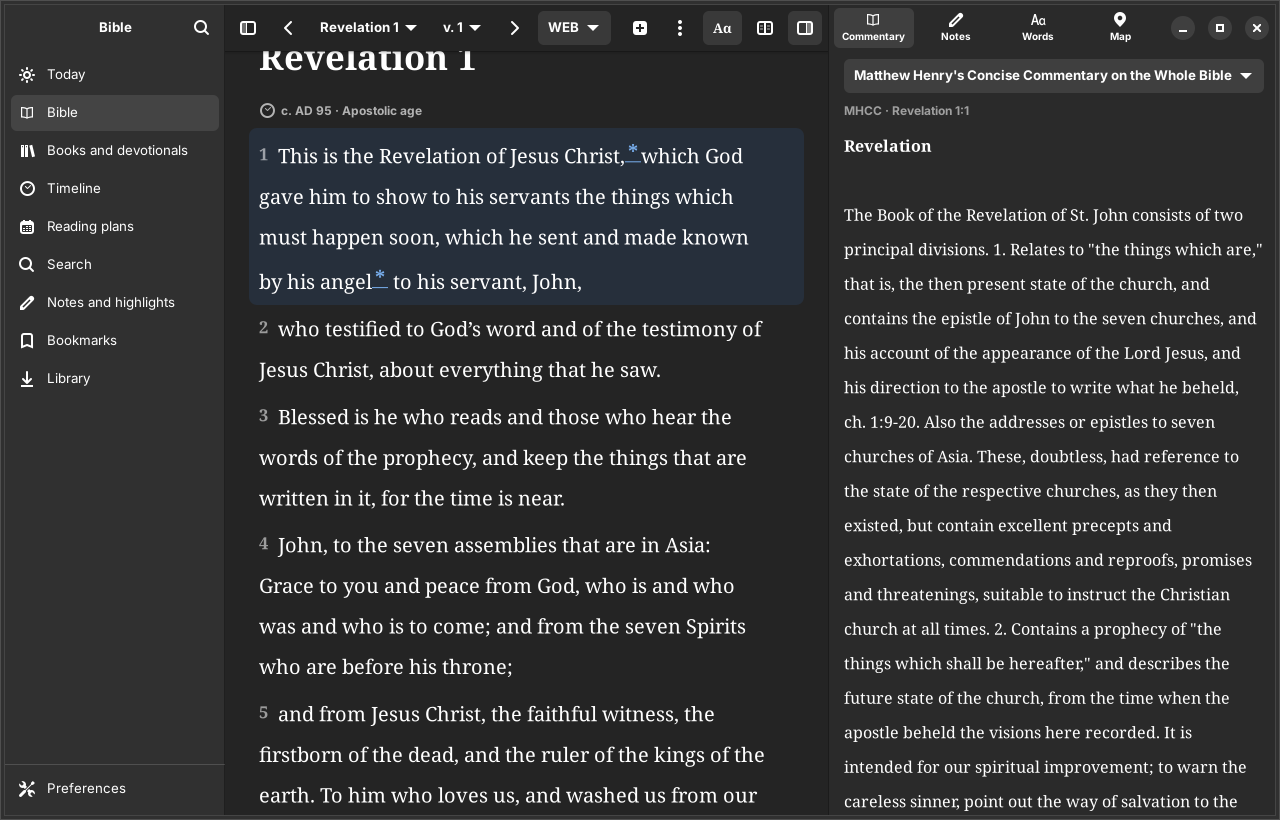 Bible
Today
Bible
Books and devotionals
Timeline
Reading plans
Search
Notes and highlights
Bookmarks
Library
Preferences
Revelation 1
v. 1
WEB
Aα
Revelation 1
c. AD 95 · Apostolic age
1 This is the Revelation of Jesus Christ,* which God
gave him to show to his servants the things which
must happen soon, which he sent and made known
by his angel* to his servant, John,
2 who testified to God’s word and of the testimony of
Jesus Christ, about everything that he saw.
3 Blessed is he who reads and those who hear the
words of the prophecy, and keep the things that are
written in it, for the time is near.
4 John, to the seven assemblies that are in Asia:
Grace to you and peace from God, who is and who
was and who is to come; and from the seven Spirits
who are before his throne;
5 and from Jesus Christ, the faithful witness, the
firstborn of the dead, and the ruler of the kings of the
earth. To him who loves us, and washed us from our
Commentary
Notes
Aα
Words
Map
Matthew Henry's Concise Commentary on the Whole Bible
MHCC · Revelation 1:1
Revelation
The Book of the Revelation of St. John consists of two
principal divisions. 1. Relates to "the things which are,"
that is, the then present state of the church, and
contains the epistle of John to the seven churches, and
his account of the appearance of the Lord Jesus, and
his direction to the apostle to write what he beheld,
ch. 1:9-20. Also the addresses or epistles to seven
churches of Asia. These, doubtless, had reference to
the state of the respective churches, as they then
existed, but contain excellent precepts and
exhortations, commendations and reproofs, promises
and threatenings, suitable to instruct the Christian
church at all times. 2. Contains a prophecy of "the
things which shall be hereafter," and describes the
future state of the church, from the time when the
apostle beheld the visions here recorded. It is
intended for our spiritual improvement; to warn the
careless sinner, point out the way of salvation to the